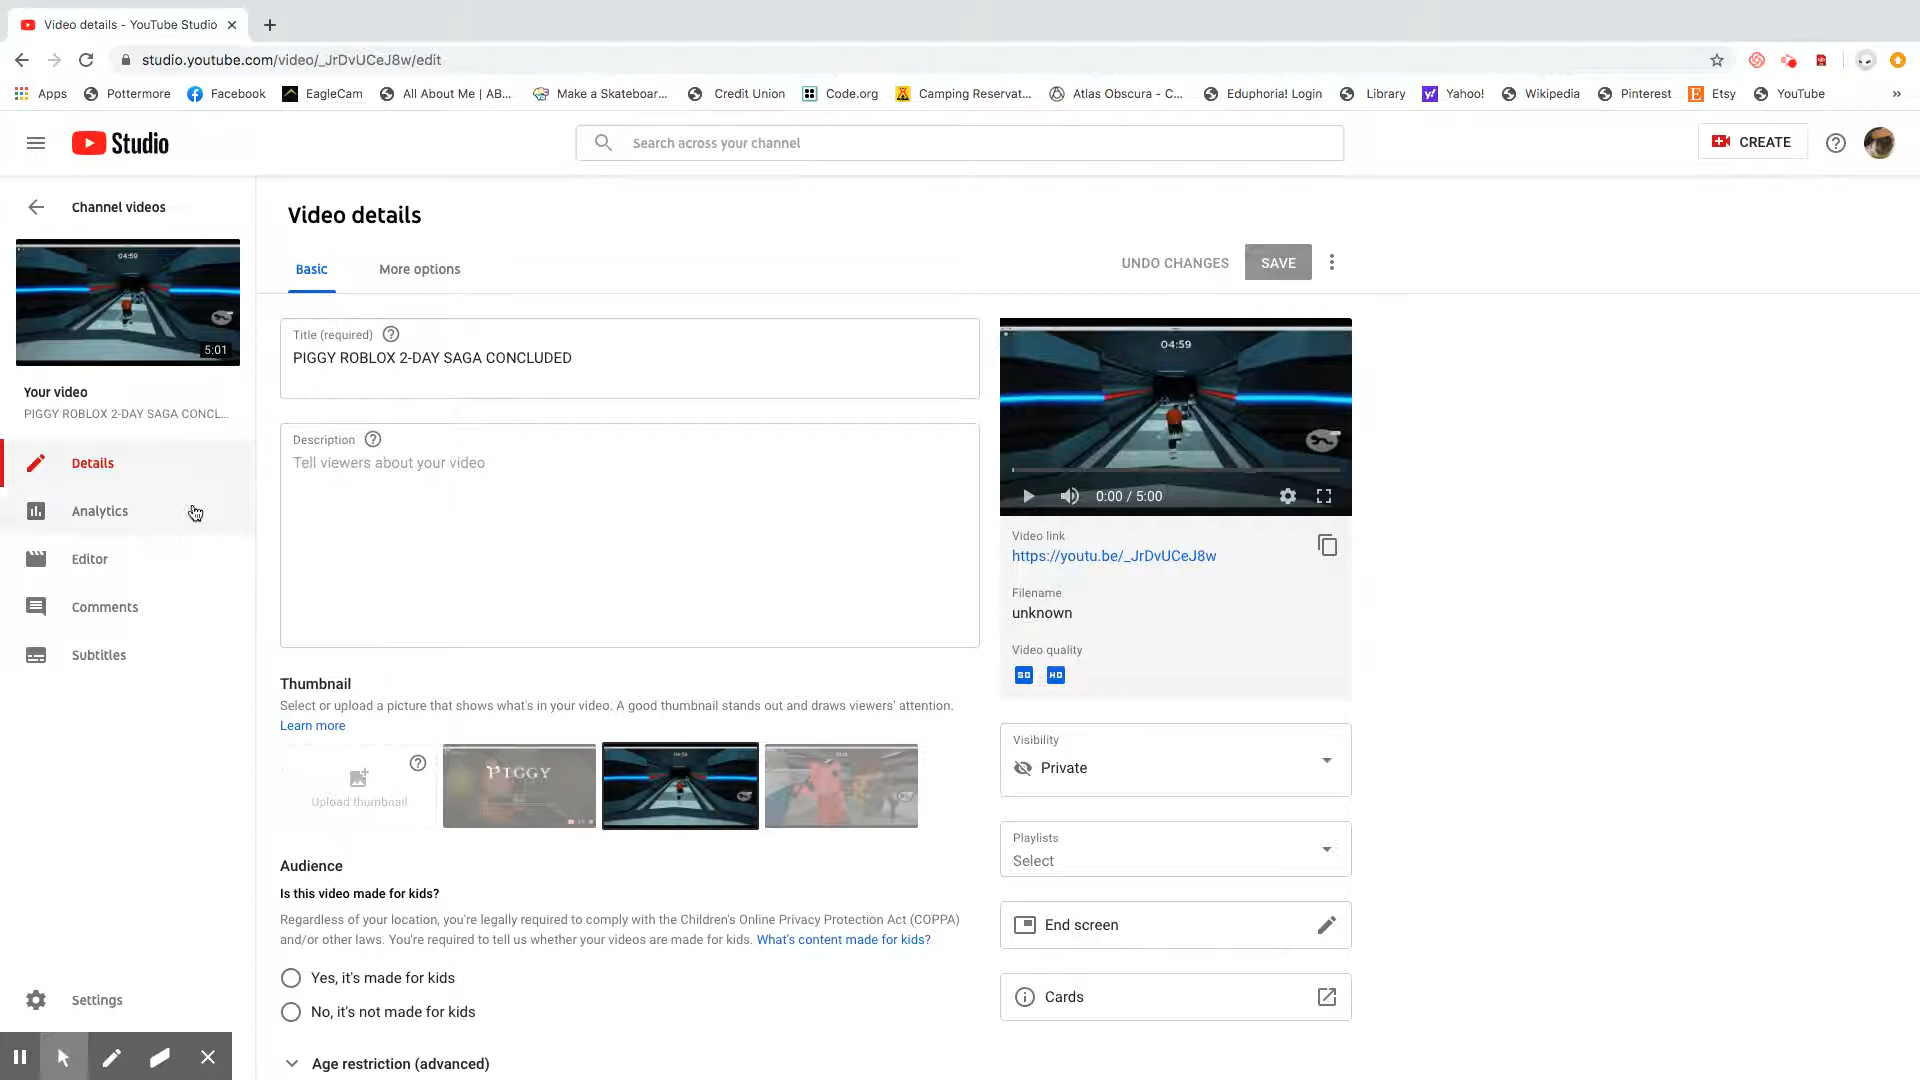 Video details - YouTube Studio
studio.youtube.com/video/_JrDvUCeJ8w/edit
Apps
Pottermore
Facebook
EagleCam
All About Me | AB...
Make a Skateboar...
Credit Union
Code.org
Camping Reservat...
Atlas Obscura - C...
Eduphoria! Login
Library
Yahoo!
Wikipedia
Pinterest
Etsy
YouTube
»
Studio
Search across your channel
CREATE
Channel videos
04:59
5:01
Your video
PIGGY ROBLOX 2-DAY SAGA CONCL...
Details
Analytics
Editor
Comments
Subtitles
Settings
Video details
Basic
More options
UNDO CHANGES
SAVE
Title (required)
PIGGY ROBLOX 2-DAY SAGA CONCLUDED
Description
Tell viewers about your video
Thumbnail
Select or upload a picture that shows what's in your video. A good thumbnail stands out and draws viewers' attention.
Learn more
Upload thumbnail
PIGGY
Audience
Is this video made for kids?
Regardless of your location, you're legally required to comply with the Children's Online Privacy Protection Act (COPPA)
and/or other laws. You're required to tell us whether your videos are made for kids. What's content made for kids?
Yes, it's made for kids
No, it's not made for kids
Age restriction (advanced)
04:59
0:00 / 5:00
Video link
https://youtu.be/_JrDvUCeJ8w
Filename
unknown
Video quality
SD HD
Visibility
Private
Playlists
Select
End screen
Cards